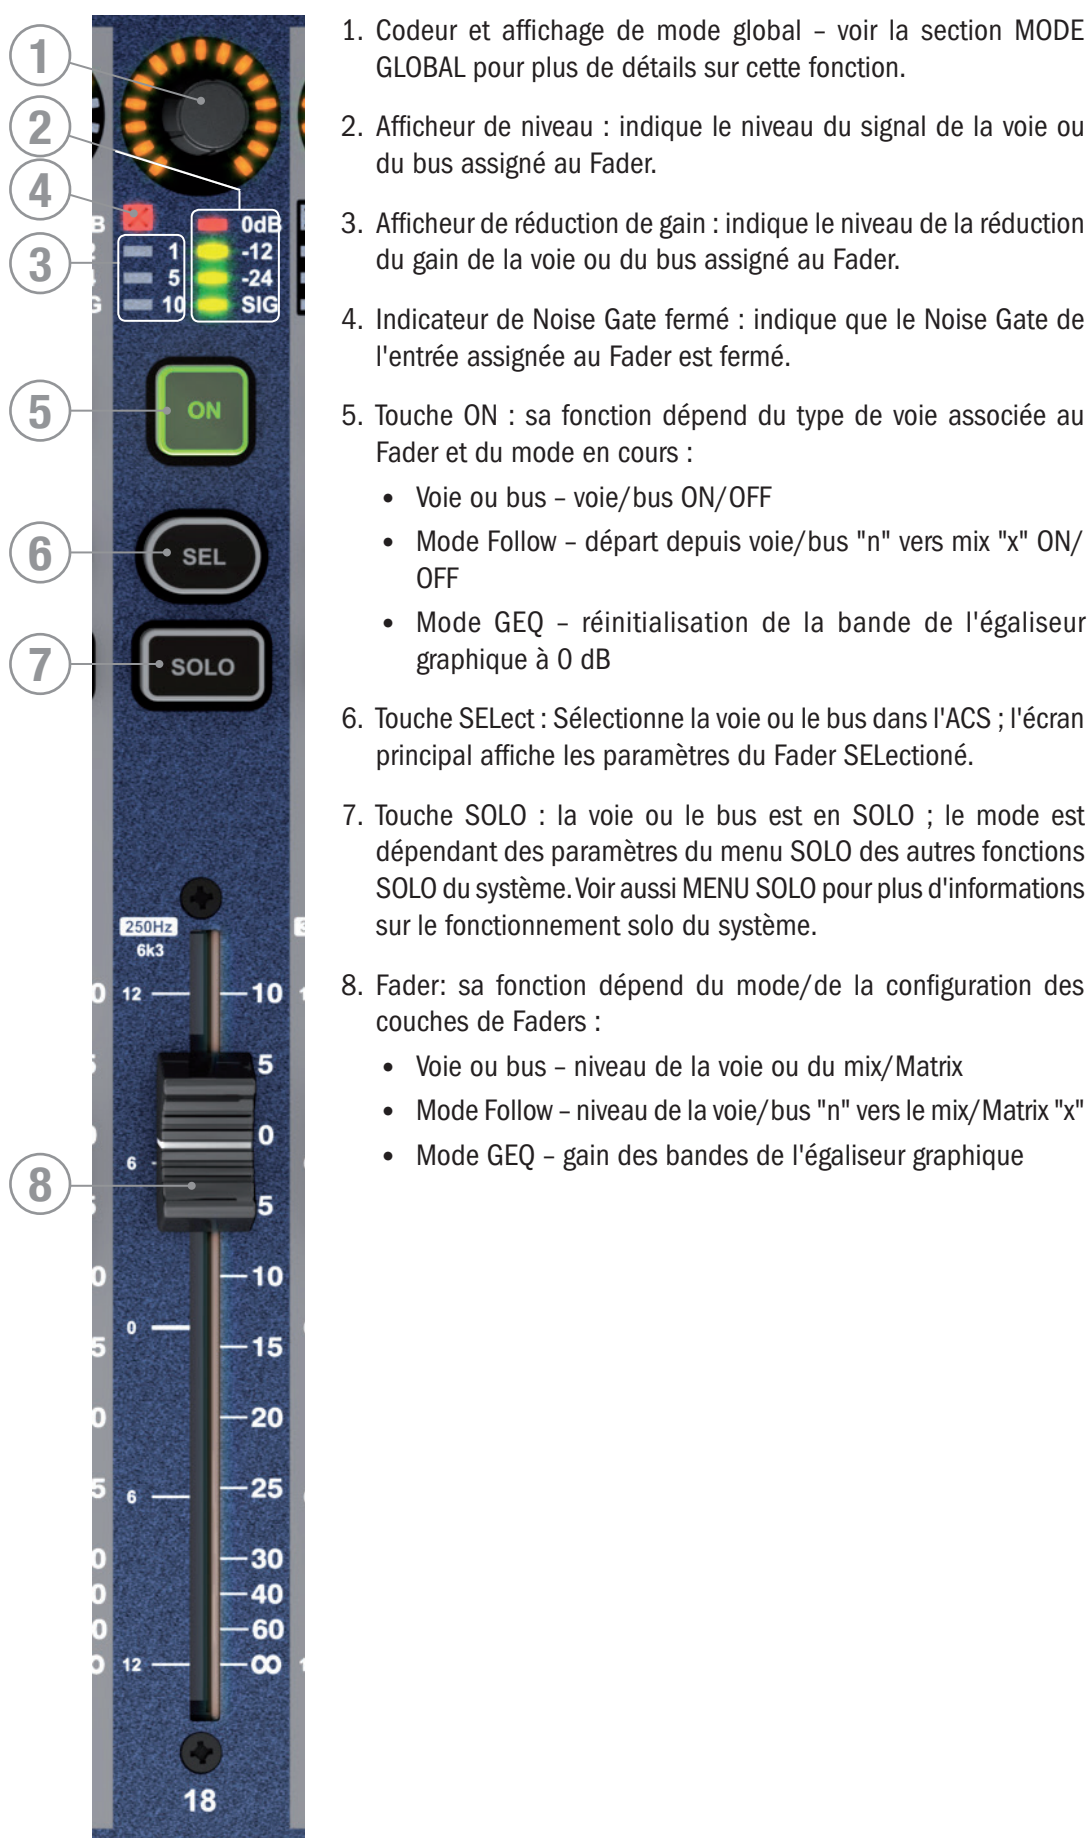 1
2
4
3
5
6
7
8
0dB
1
-12
5
-24
10
SIG
ON
SEL
SOLO
250Hz
6k3
12
10
5
0
6
5
10
0
15
20
6
25
30
40
60
12
∞
18
1. Codeur et affichage de mode global – voir la section MODE
GLOBAL pour plus de détails sur cette fonction.
2. Afficheur de niveau : indique le niveau du signal de la voie ou
du bus assigné au Fader.
3. Afficheur de réduction de gain : indique le niveau de la réduction
du gain de la voie ou du bus assigné au Fader.
4. Indicateur de Noise Gate fermé : indique que le Noise Gate de
l'entrée assignée au Fader est fermé.
5. Touche ON : sa fonction dépend du type de voie associée au
Fader et du mode en cours :
• Voie ou bus – voie/bus ON/OFF
• Mode Follow – départ depuis voie/bus "n" vers mix "x" ON/
OFF
• Mode GEQ – réinitialisation de la bande de l'égaliseur
graphique à 0 dB
6. Touche SELect : Sélectionne la voie ou le bus dans l'ACS ; l'écran
principal affiche les paramètres du Fader SELectioné.
7. Touche SOLO : la voie ou le bus est en SOLO ; le mode est
dépendant des paramètres du menu SOLO des autres fonctions
SOLO du système. Voir aussi MENU SOLO pour plus d'informations
sur le fonctionnement solo du système.
8. Fader: sa fonction dépend du mode/de la configuration des
couches de Faders :
• Voie ou bus – niveau de la voie ou du mix/Matrix
• Mode Follow – niveau de la voie/bus "n" vers le mix/Matrix "x"
• Mode GEQ – gain des bandes de l'égaliseur graphique